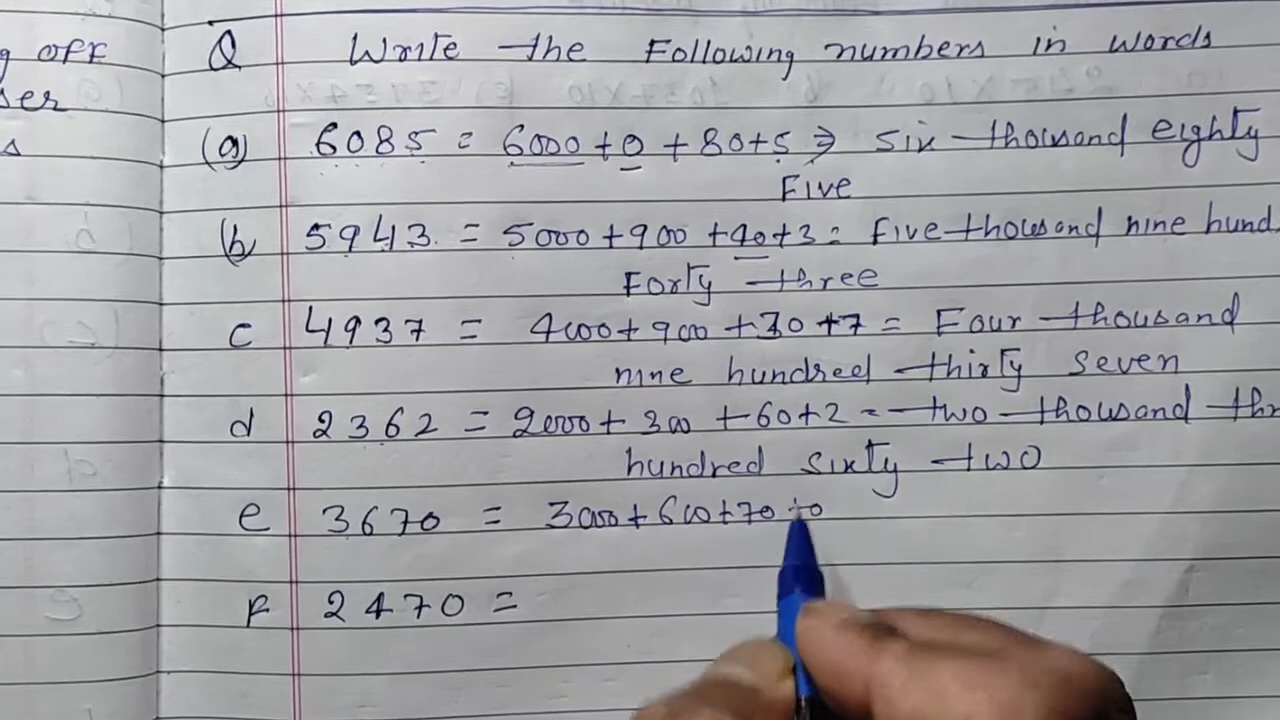 g off
ser
s
Q Write the Following numbers in words
(a) 6085 = 6000+0+80+5 ⇒ Six thousand eighty
Five
(b) 5943 = 5000+900+40+3 = Five thousand nine hund
Forty three
c 4937 = 4000+900+30+7 = Four thousand
nine hundred thirty seven
d 2362 = 2000+300+60+2 = two thousand thr
hundred sixty two
e 3670 = 3000+600+70+0
F 2470 =